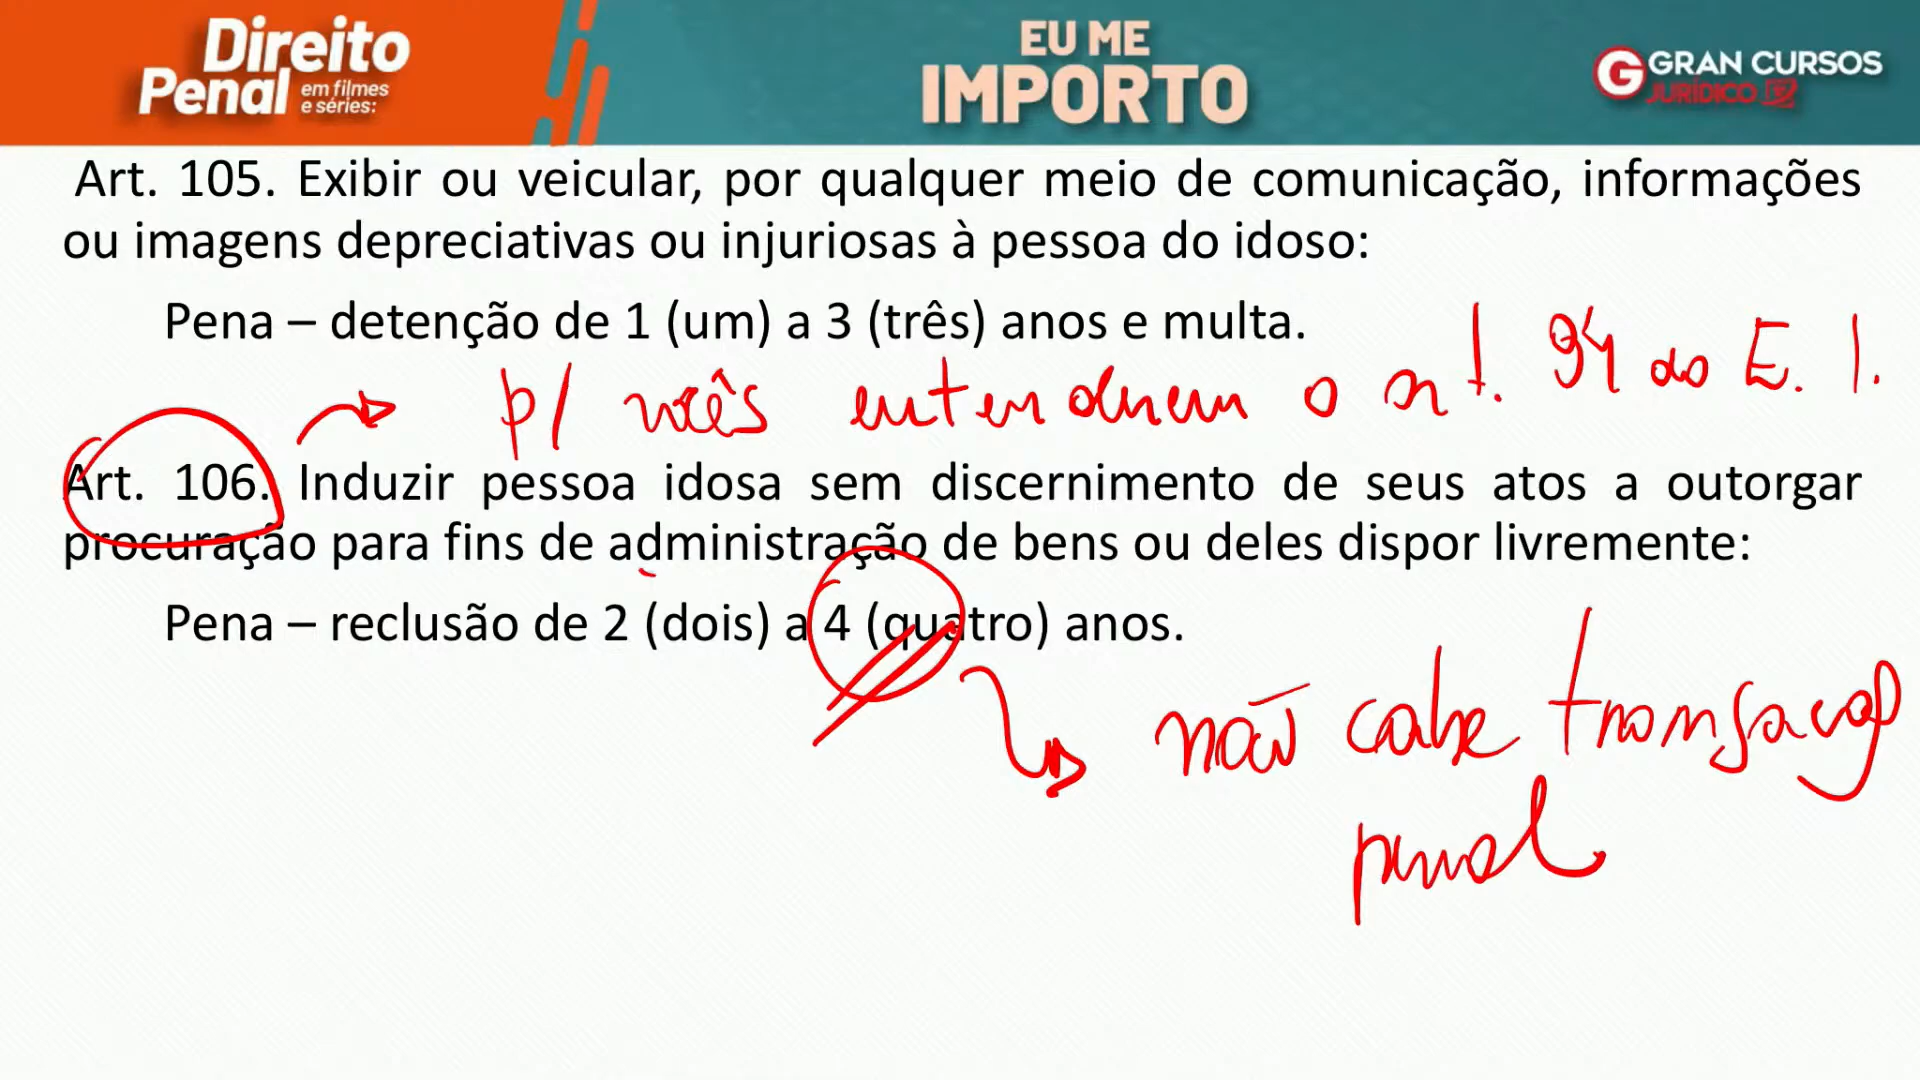 Direito
Penal em filmes
e séries:
EU ME
IMPORTO
GRAN CURSOS
JURÍDICO
Art. 105. Exibir ou veicular, por qualquer meio de comunicação, informações
ou imagens depreciativas ou injuriosas à pessoa do idoso:
Pena – detenção de 1 (um) a 3 (três) anos e multa.
p/ vocês entenderem o art. 94 do E. I.
Art. 106. Induzir pessoa idosa sem discernimento de seus atos a outorgar
procuração para fins de administração de bens ou deles dispor livremente:
Pena – reclusão de 2 (dois) a 4 (quatro) anos.
não cabe transação
penal